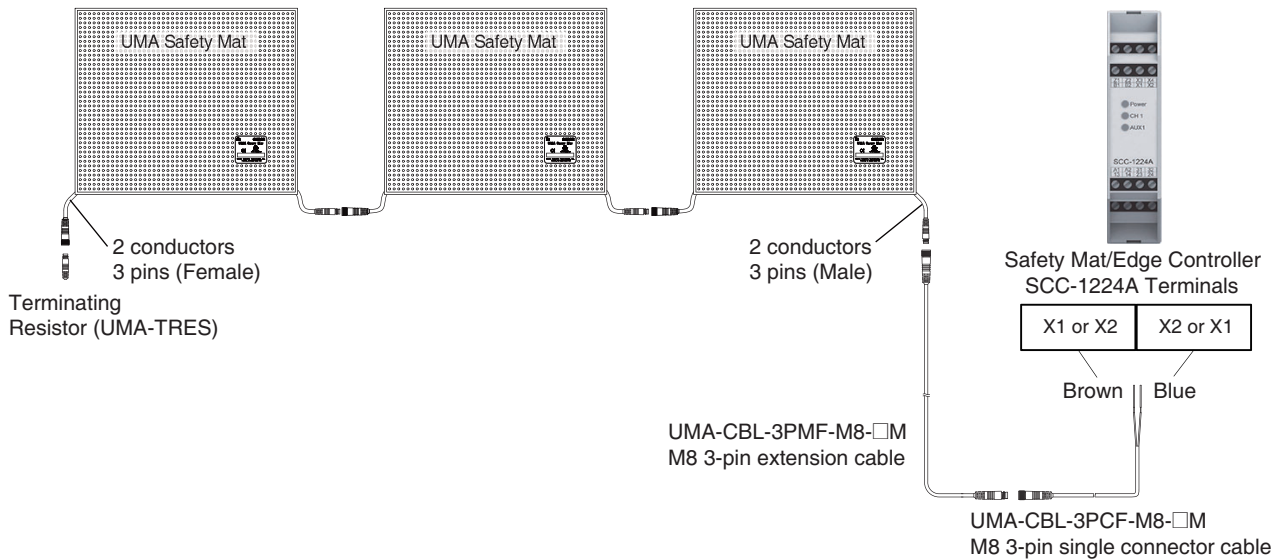 UMA Safety Mat
UMA Safety Mat
UMA Safety Mat
Power
CH 1
AUX1
SCC-1224A
2 conductors
3 pins (Female)
Terminating
Resistor (UMA-TRES)
2 conductors
3 pins (Male)
Safety Mat/Edge Controller
SCC-1224A Terminals
X1 or X2
X2 or X1
Brown
Blue
UMA-CBL-3PMF-M8-□M
M8 3-pin extension cable
UMA-CBL-3PCF-M8-□M
M8 3-pin single connector cable